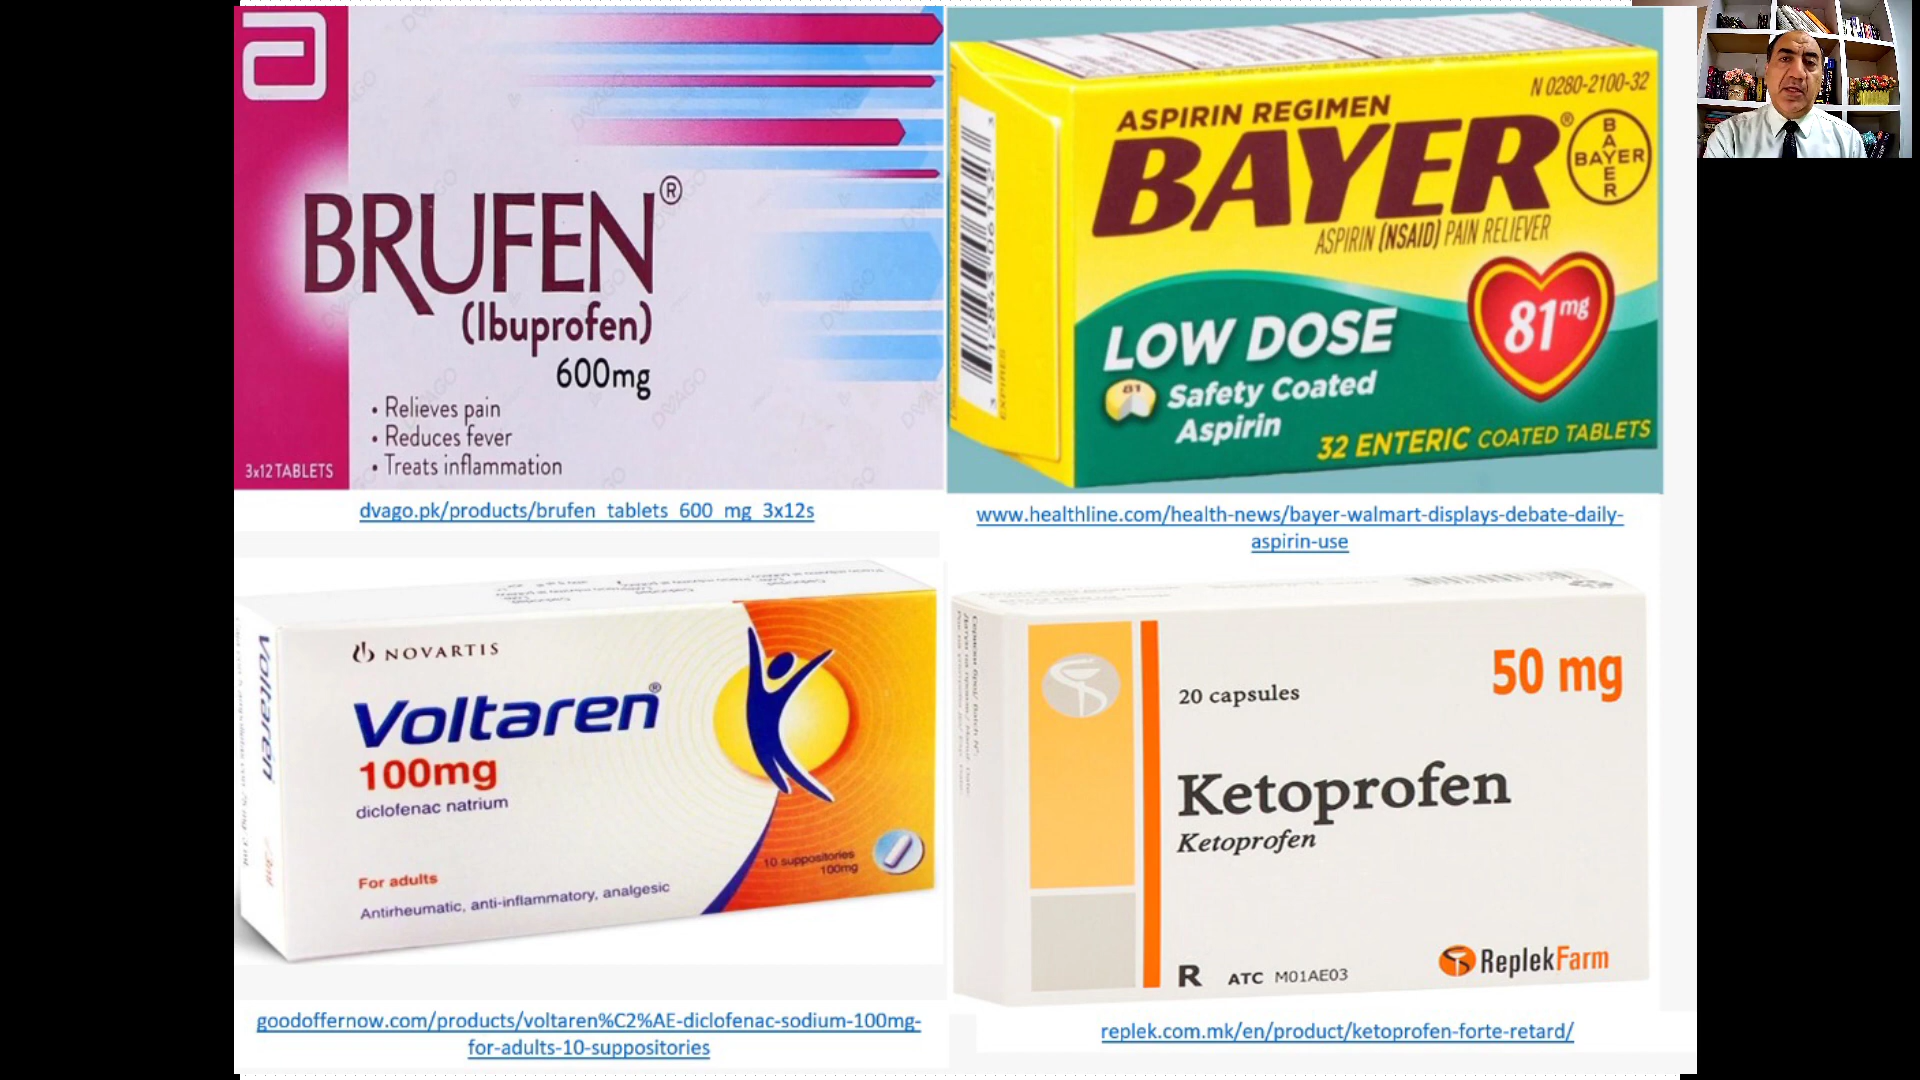 BRUFEN®
(Ibuprofen)
600mg
• Relieves pain
• Reduces fever
• Treats inflammation
3x12 TABLETS
dvago.pk/products/brufen_tablets_600_mg_3x12s
N 0280-2100-32
ASPIRIN REGIMEN
BAYER®
BAYER
BAYER
ASPIRIN (NSAID) PAIN RELIEVER
81 mg
LOW DOSE
81
Safety Coated
Aspirin
32 ENTERIC COATED TABLETS
www.healthline.com/health-news/bayer-walmart-displays-debate-daily-
aspirin-use
NOVARTIS
Voltaren®
100mg
diclofenac natrium
10 suppositories
100mg
For adults
Antirheumatic, anti-inflammatory, analgesic
Voltaren
goodoffernow.com/products/voltaren%C2%AE-diclofenac-sodium-100mg-
for-adults-10-suppositories
50 mg
20 capsules
Ketoprofen
Ketoprofen
R ATC M01AE03
ReplekFarm
replek.com.mk/en/product/ketoprofen-forte-retard/